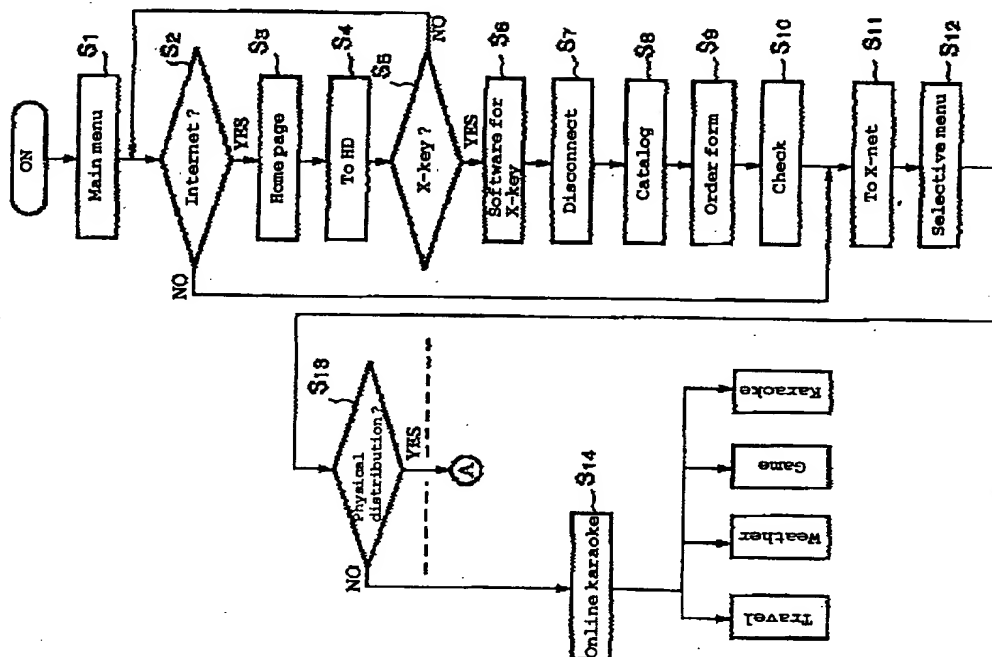 ON
Main menu
S1
Internet ?
S2
NO
YES
Home page
S3
To HD
S4
X-key ?
S5
NO
YES
Software for
X-key
S6
Disconnect
S7
Catalog
S8
Order form
S9
Check
S10
To X-net
S11
Selective menu
S12
Physical
distribution?
S13
NO
YES
A
Online karaoke
S14
Travel
Weather
Game
Karaoke